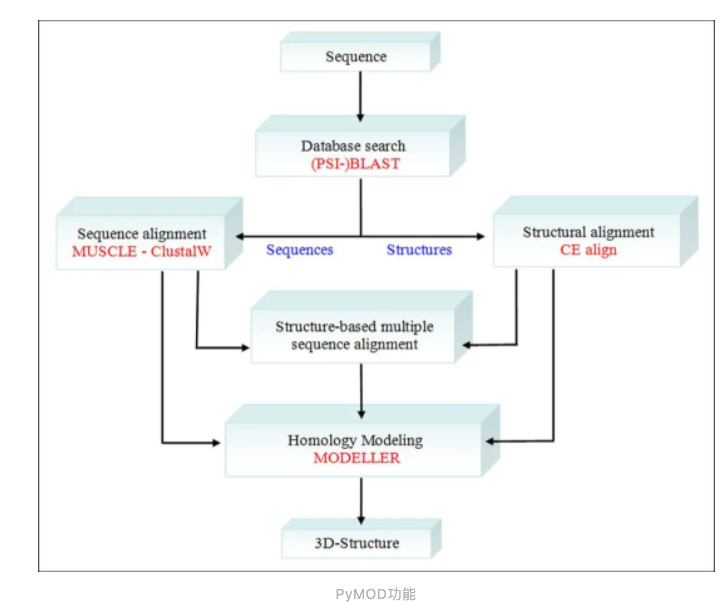 Sequence
Database search
(PSI-)BLAST
Sequence alignment
MUSCLE - ClustalW
Sequences
Structures
Structural alignment
CE align
Structure-based multiple
sequence alignment
Homology Modeling
MODELLER
3D-Structure
PyMOD功能